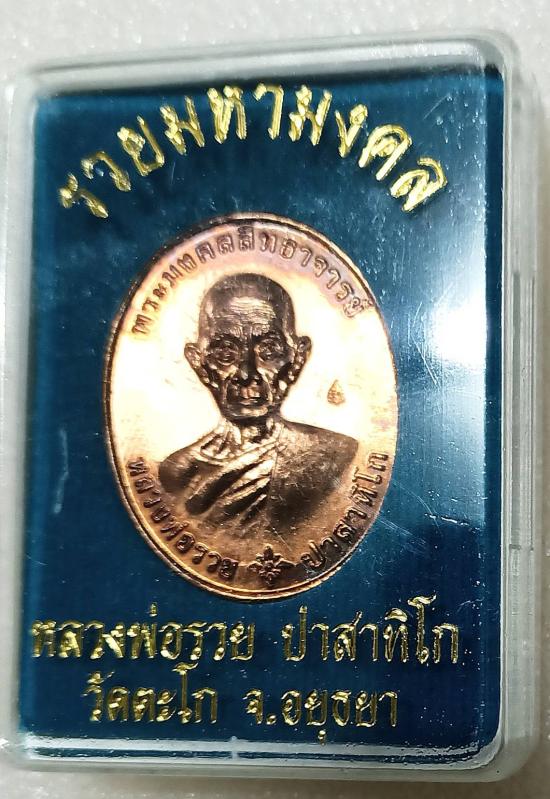 รวยมหามงคล
พระมงคลสิทธาจารย์
หลวงพ่อรวย ปาสาทิโก
หลวงพ่อรวย ปาสาทิโก
วัดตะโก จ.อยุธยา